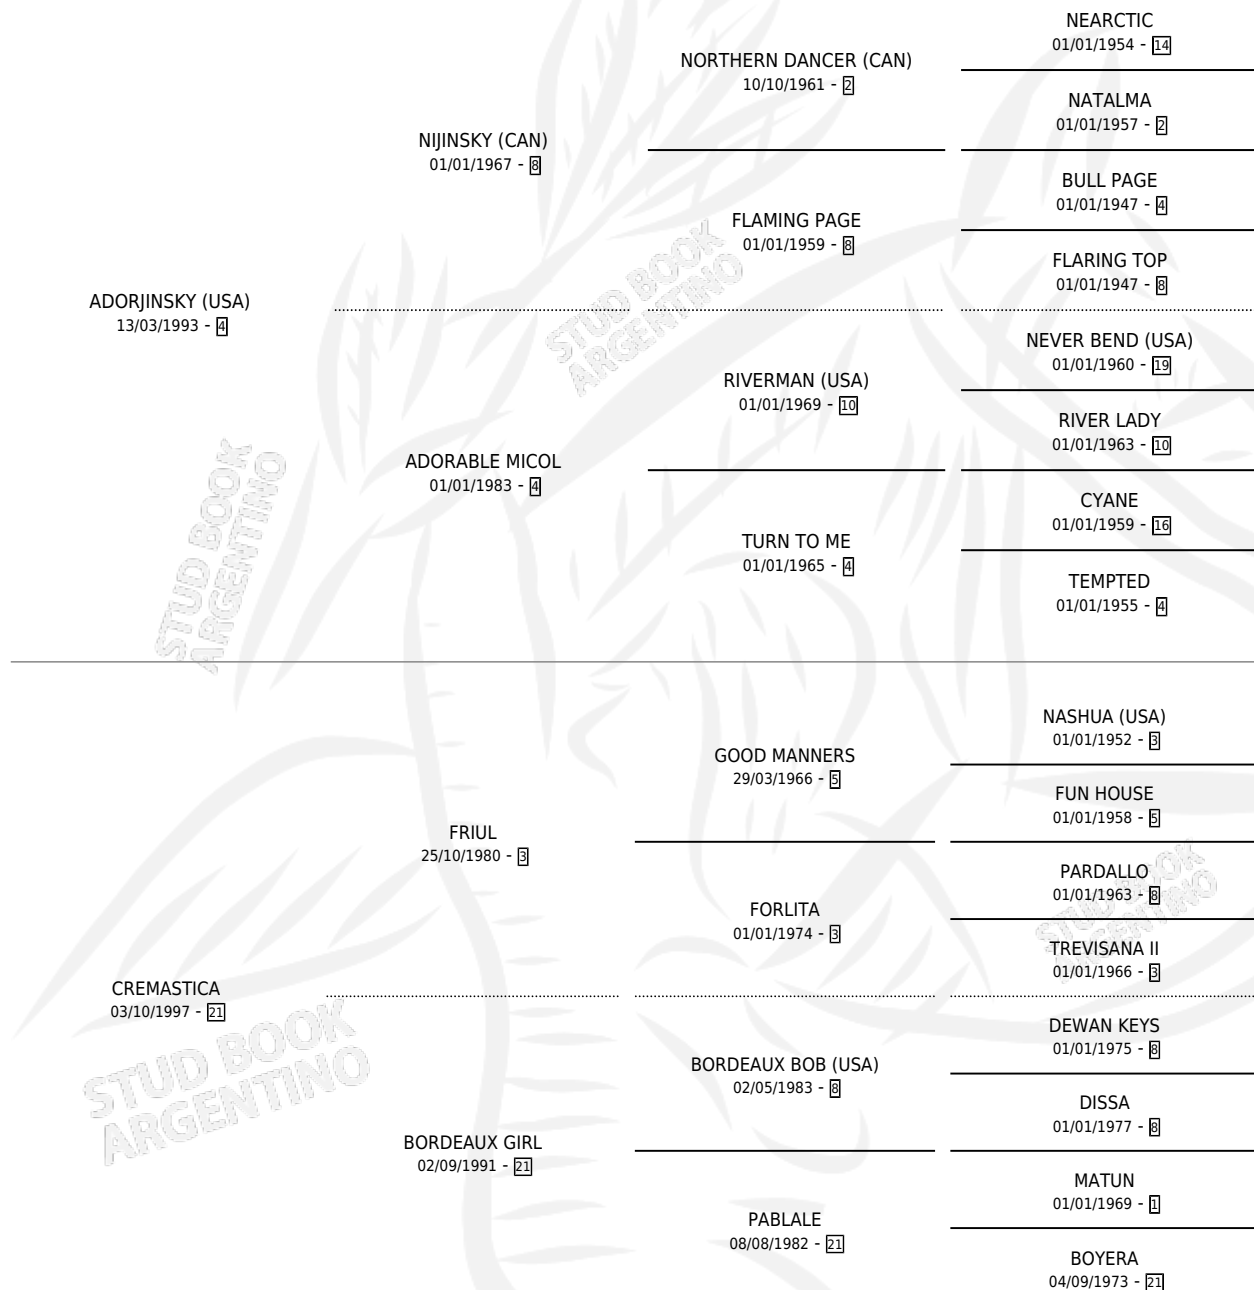 NEARCTIC
01/01/1954 - 14
NORTHERN DANCER (CAN)
10/10/1961 - 2
NATALMA
01/01/1957 - 2
NIJINSKY (CAN)
01/01/1967 - 8
BULL PAGE
01/01/1947 - 4
FLAMING PAGE
01/01/1959 - 8
FLARING TOP
01/01/1947 - 8
ADORJINSKY (USA)
13/03/1993 - 4
STUD BOOK
ARGENTINO
NEVER BEND (USA)
01/01/1960 - 19
RIVERMAN (USA)
01/01/1969 - 10
RIVER LADY
01/01/1963 - 10
ADORABLE MICOL
01/01/1983 - 4
CYANE
01/01/1959 - 16
TURN TO ME
01/01/1965 - 4
TEMPTED
01/01/1955 - 4
STUD BOOK
ARGENTINO
NASHUA (USA)
01/01/1952 - 3
GOOD MANNERS
29/03/1966 - 5
FUN HOUSE
01/01/1958 - 5
FRIUL
25/10/1980 - 3
PARDALLO
01/01/1963 - 8
FORLITA
01/01/1974 - 3
STUD BOOK
ARGENTINO
TREVISANA II
01/01/1966 - 3
CREMASTICA
03/10/1997 - 21
DEWAN KEYS
01/01/1975 - 8
BORDEAUX BOB (USA)
02/05/1983 - 8
DISSA
01/01/1977 - 8
STUD BOOK
ARGENTINO
BORDEAUX GIRL
02/09/1991 - 21
MATUN
01/01/1969 - 1
PABLALE
08/08/1982 - 21
BOYERA
04/09/1973 - 21